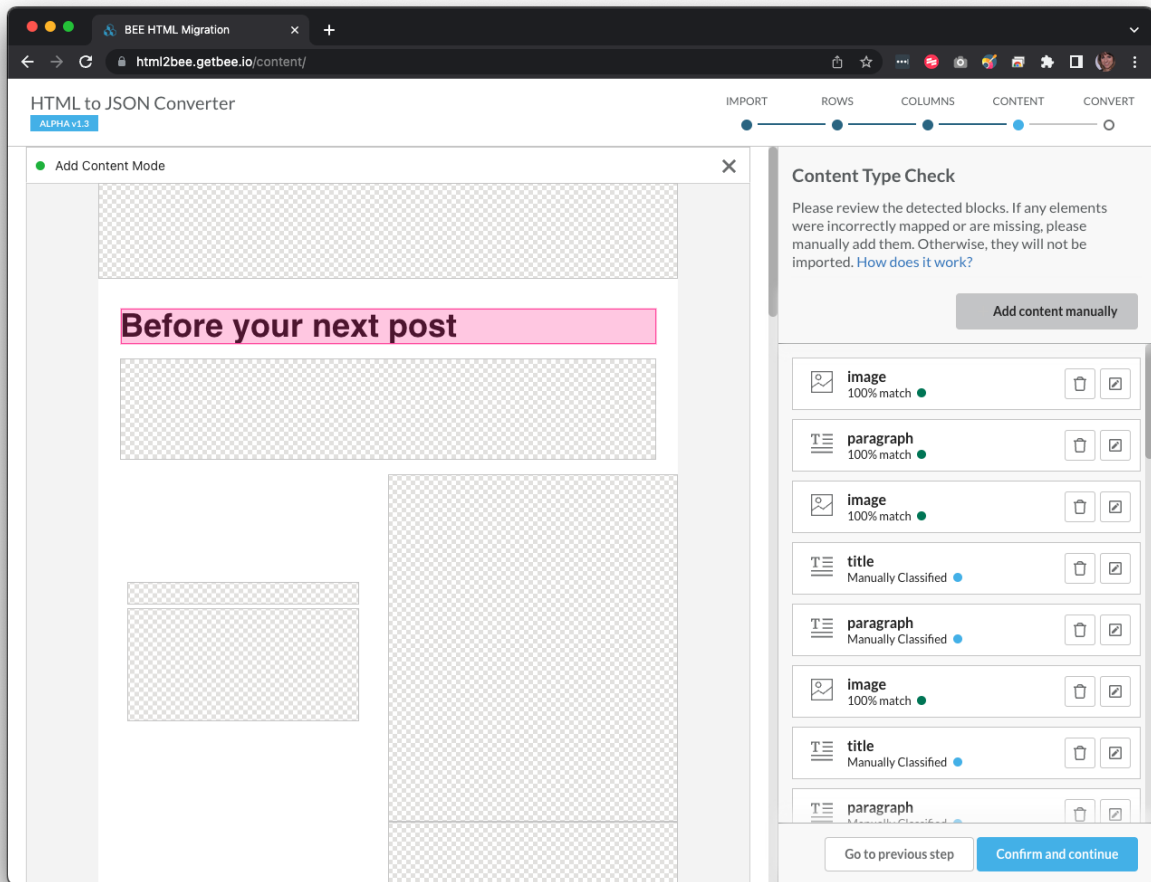 BEE HTML Migration
html2bee.getbee.io/content/
HTML to JSON Converter
ALPHA v1.3
IMPORT
ROWS
COLUMNS
CONTENT
CONVERT
Add Content Mode
Before your next post
Content Type Check
Please review the detected blocks. If any elements
were incorrectly mapped or are missing, please
manually add them. Otherwise, they will not be
imported. How does it work?
Add content manually
image
100% match
paragraph
100% match
image
100% match
title
Manually Classified
paragraph
Manually Classified
image
100% match
title
Manually Classified
paragraph
Manually Classified
Go to previous step
Confirm and continue